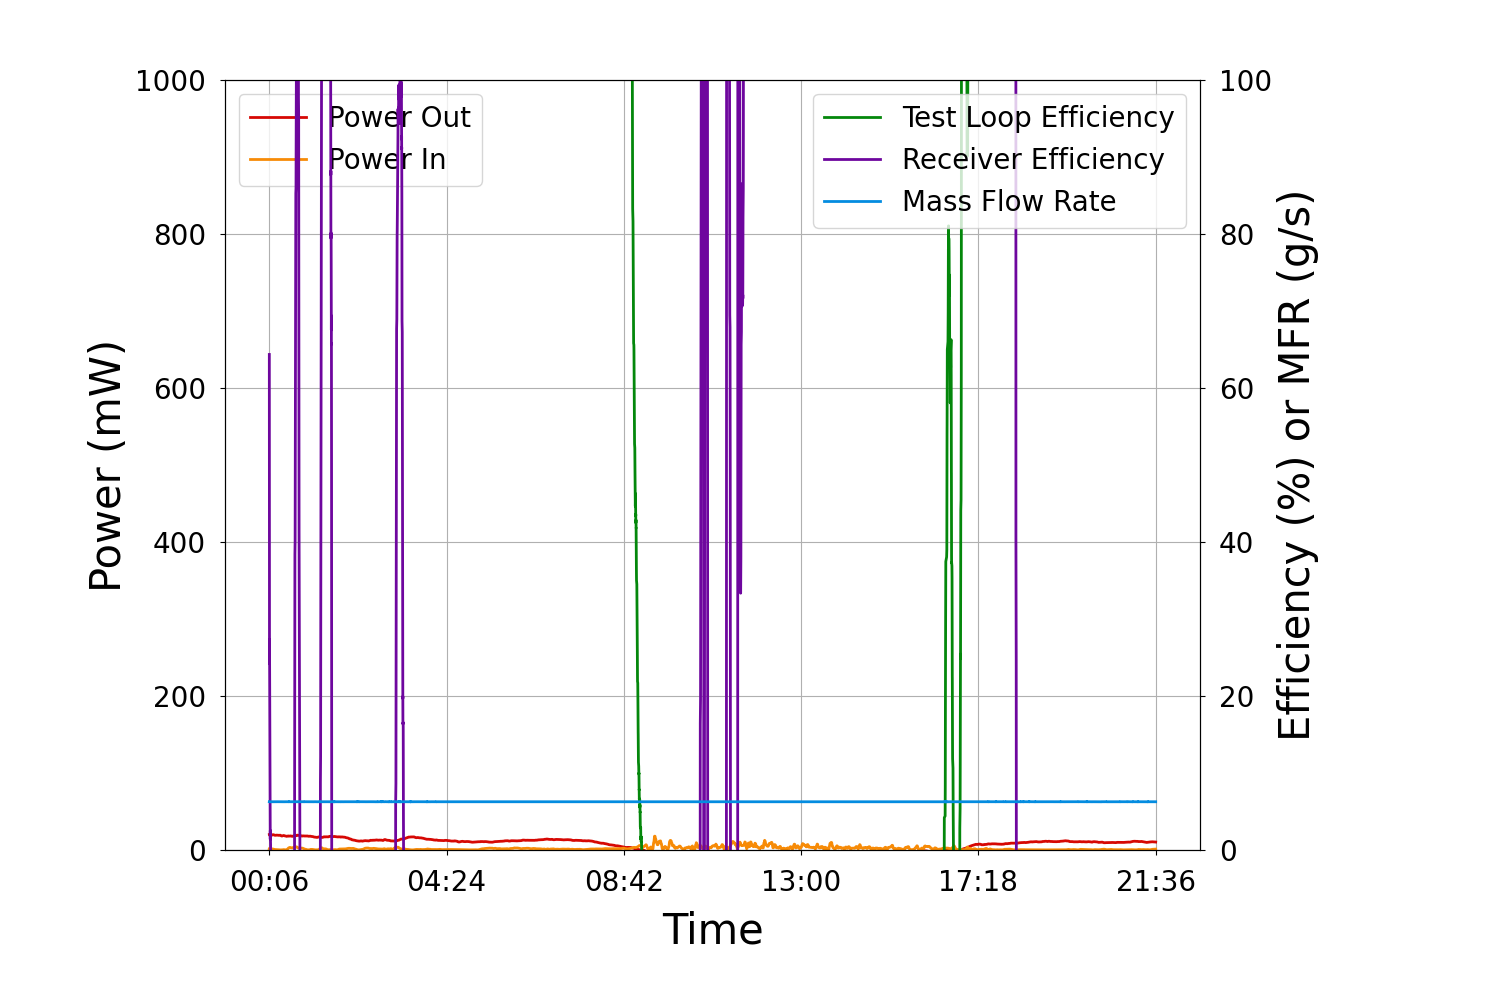 1000
800
600
400
200
0
Power (mW)
Power Out
Power In
Test Loop Efficiency
Receiver Efficiency
Mass Flow Rate
100
80
60
40
20
0
Efficiency (%) or MFR (g/s)
00:06 04:24 08:42 13:00 17:18 21:36
Time